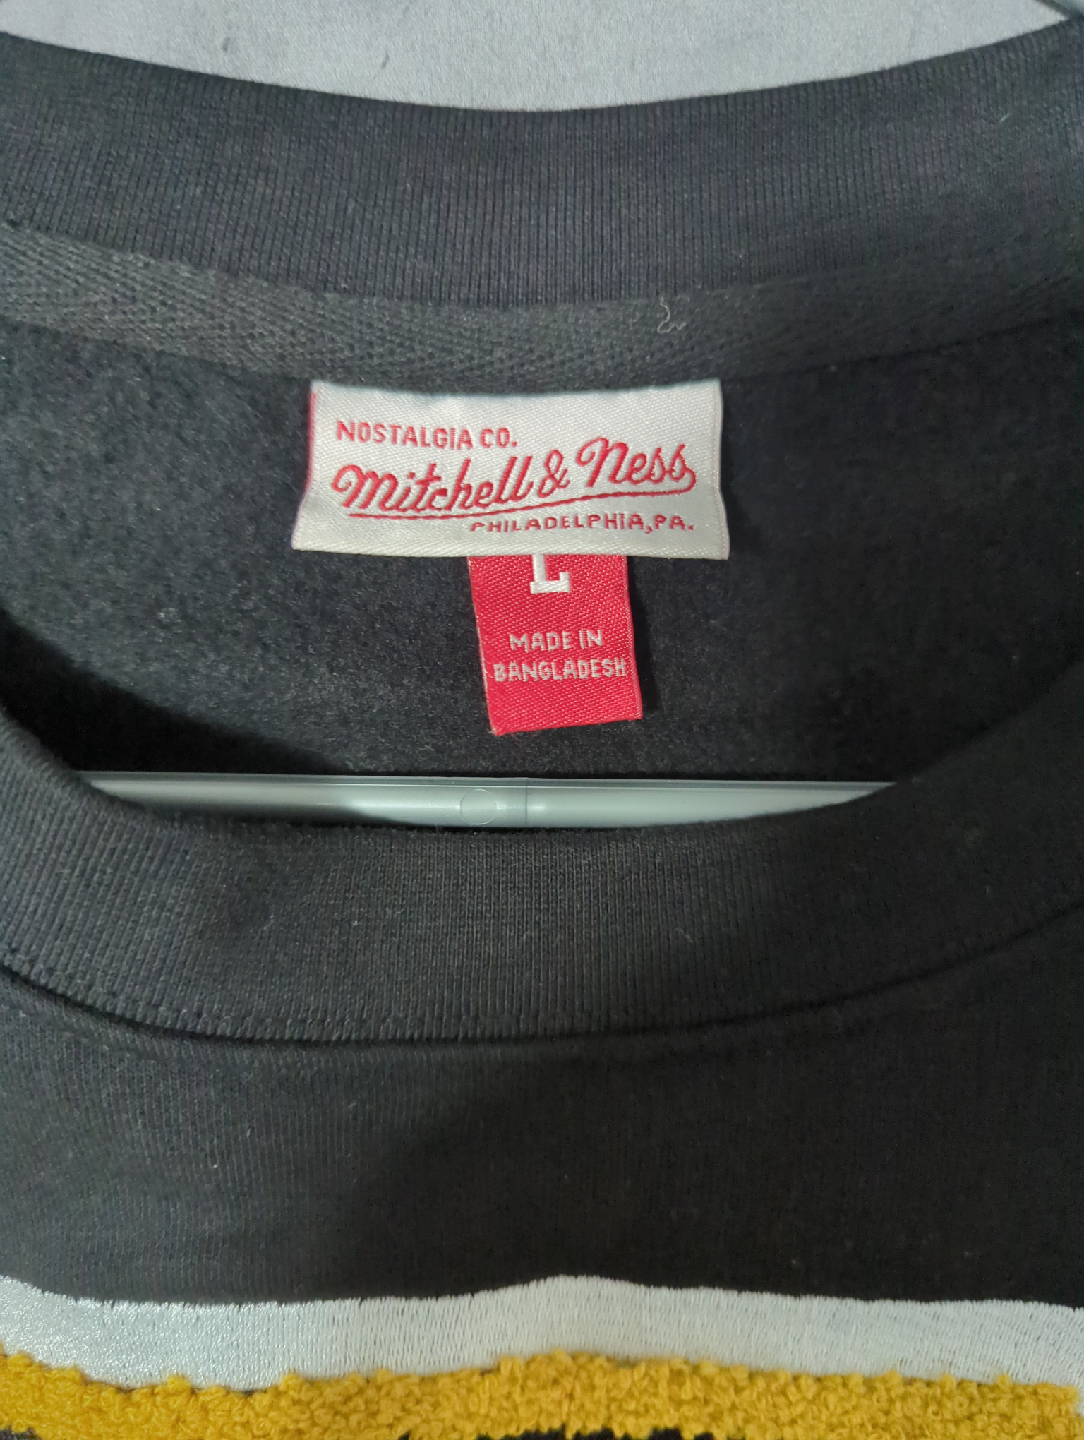 NOSTALGIA CO.
Mitchell & Ness
PHILADELPHIA, PA.
L
MADE IN
BANGLADESH